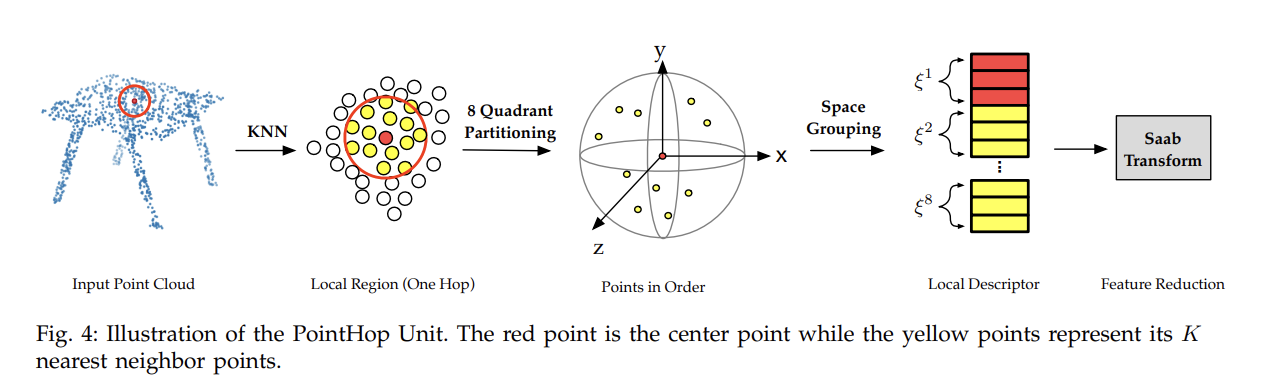 y
KNN
8 Quadrant
Partitioning
x
z
Space
Grouping
ξ1
ξ2
⋮
ξ8
Saab
Transform
Input Point Cloud
Local Region (One Hop)
Points in Order
Local Descriptor
Feature Reduction
Fig. 4: Illustration of the PointHop Unit. The red point is the center point while the yellow points represent its K
nearest neighbor points.